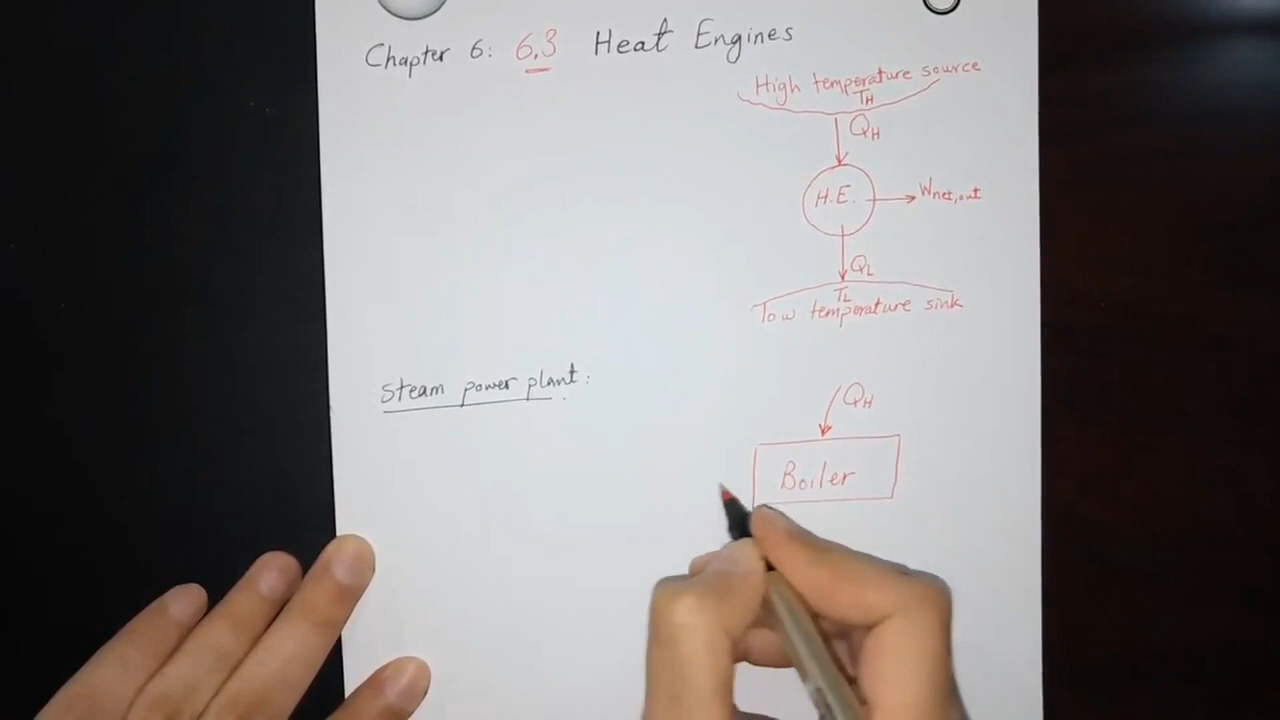 Chapter 6: 6.3 Heat Engines
High temperature source
TH
QH
H.E.
Wnet,out
QL
TL
Tow temperature sink
Steam power plant:
QH
Boiler